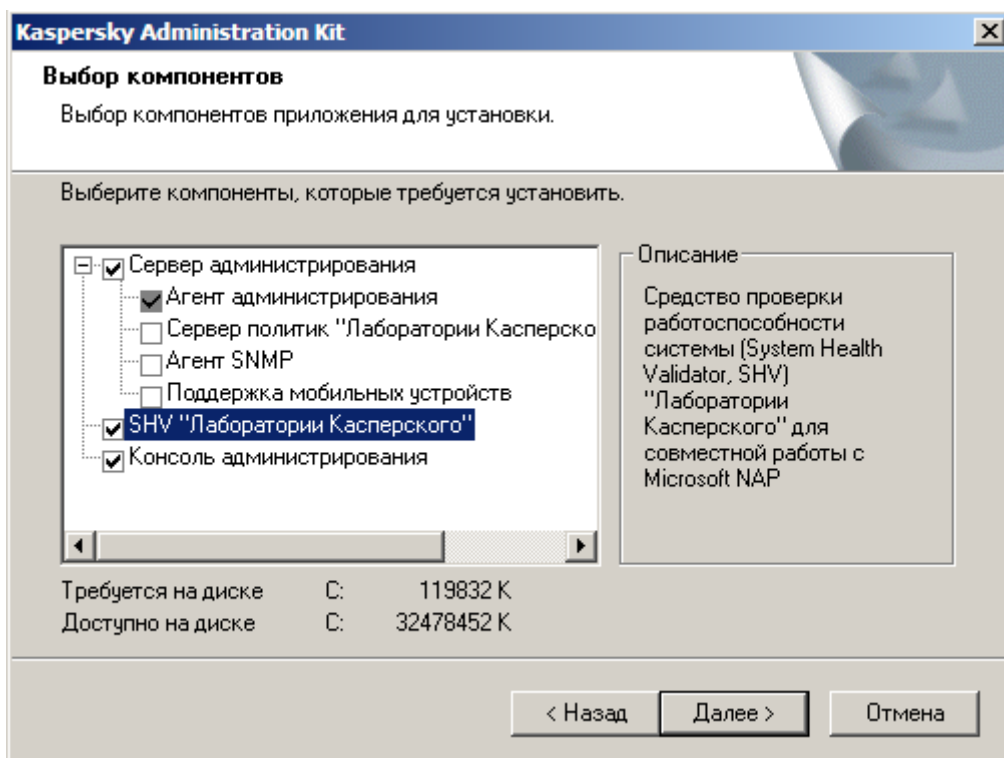 Kaspersky Administration Kit
Выбор компонентов
Выбор компонентов приложения для установки.
Выберите компоненты, которые требуется установить.
Сервер администрирования
Агент администрирования
Сервер политик "Лаборатории Касперско
Агент SNMP
Поддержка мобильных устройств
SHV "Лаборатории Касперского"
Консоль администрирования
Описание
Средство проверки
работоспособности
системы (System Health
Validator, SHV)
"Лаборатории
Касперского" для
совместной работы с
Microsoft NAP
Требуется на диске C: 119832 K
Доступно на диске C: 32478452 K
< Назад Далее > Отмена